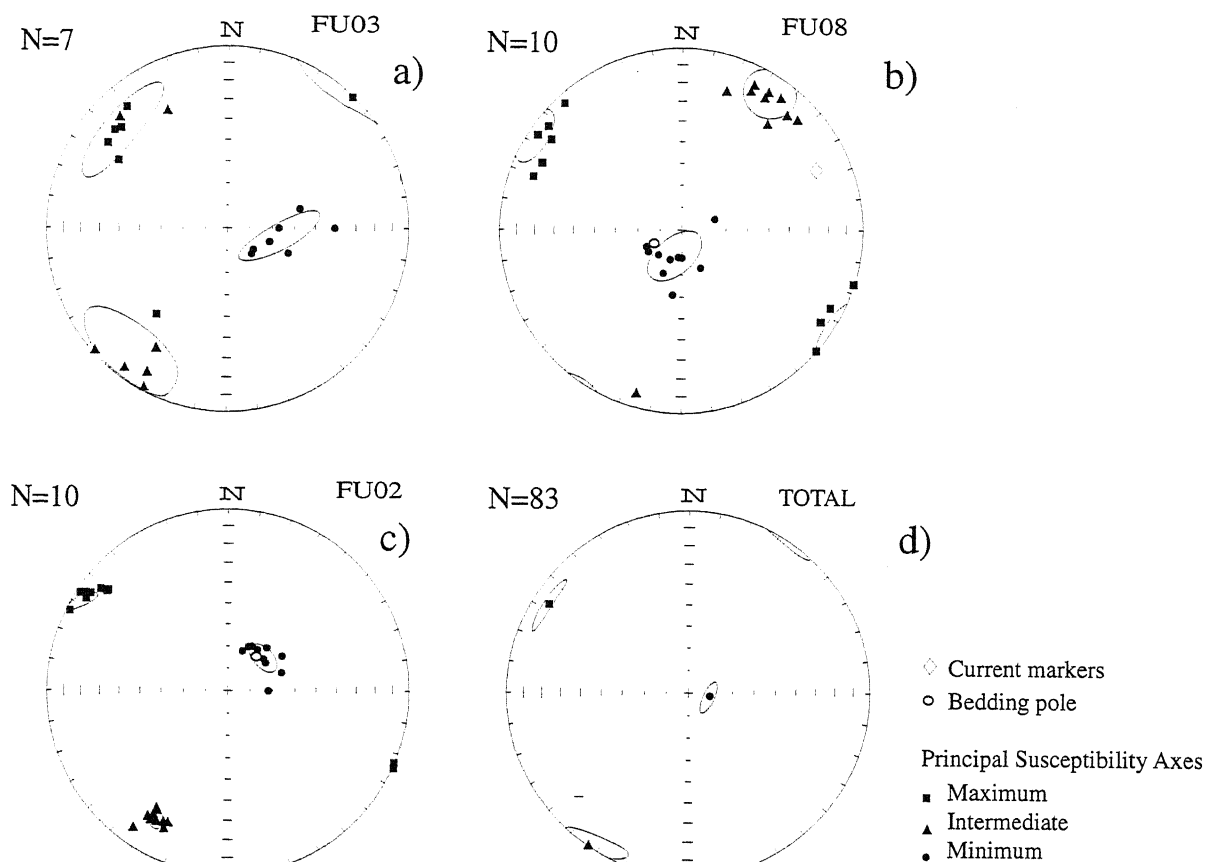 N=7
N
FU03
a)
N=10
N
FU08
b)
N=10
N
FU02
c)
N=83
N
TOTAL
d)
Current markers
Bedding pole
Principal Susceptibility Axes
Maximum
Intermediate
Minimum